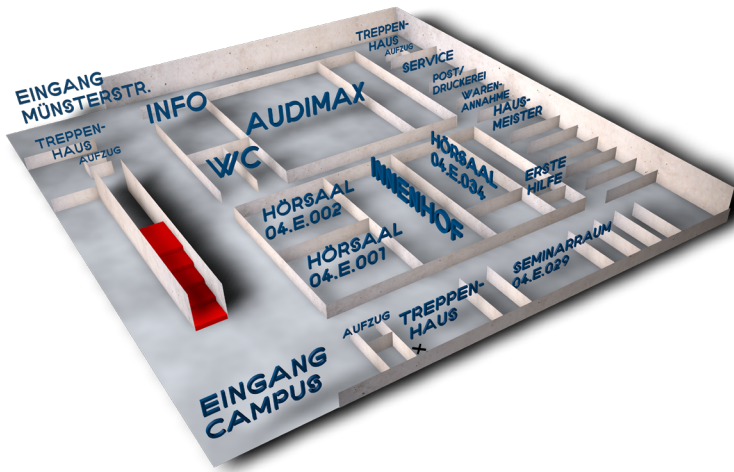 TREPPEN-
HAUS
AUFZUG
SERVICE
POST/
DRUCKEREI
WAREN-
ANNAHME
HAUS-
MEISTER
EINGANG
MÜNSTERSTR.
INFO
AUDIMAX
TREPPEN-
HAUS
AUFZUG
WC
HÖRSAAL
04.E.034
ERSTE
HILFE
INNENHOF
HÖRSAAL
04.E.002
HÖRSAAL
04.E.001
SEMINARRAUM
04.E.029
AUFZUG
TREPPEN-
HAUS
EINGANG
CAMPUS